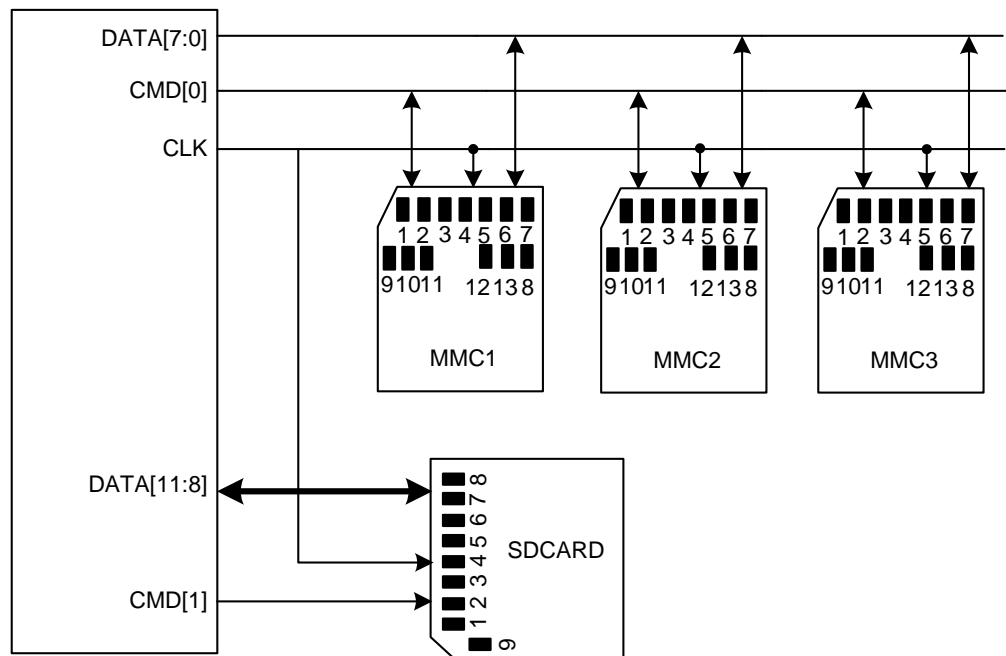 DATA[7:0]
CMD[0]
CLK
1 2 3 4 5 6 7
9 10 11 12 13 8
MMC1
1 2 3 4 5 6 7
9 10 11 12 13 8
MMC2
1 2 3 4 5 6 7
9 10 11 12 13 8
MMC3
DATA[11:8]
CMD[1]
8
7
6
5
4
3
2
1
9
SDCARD